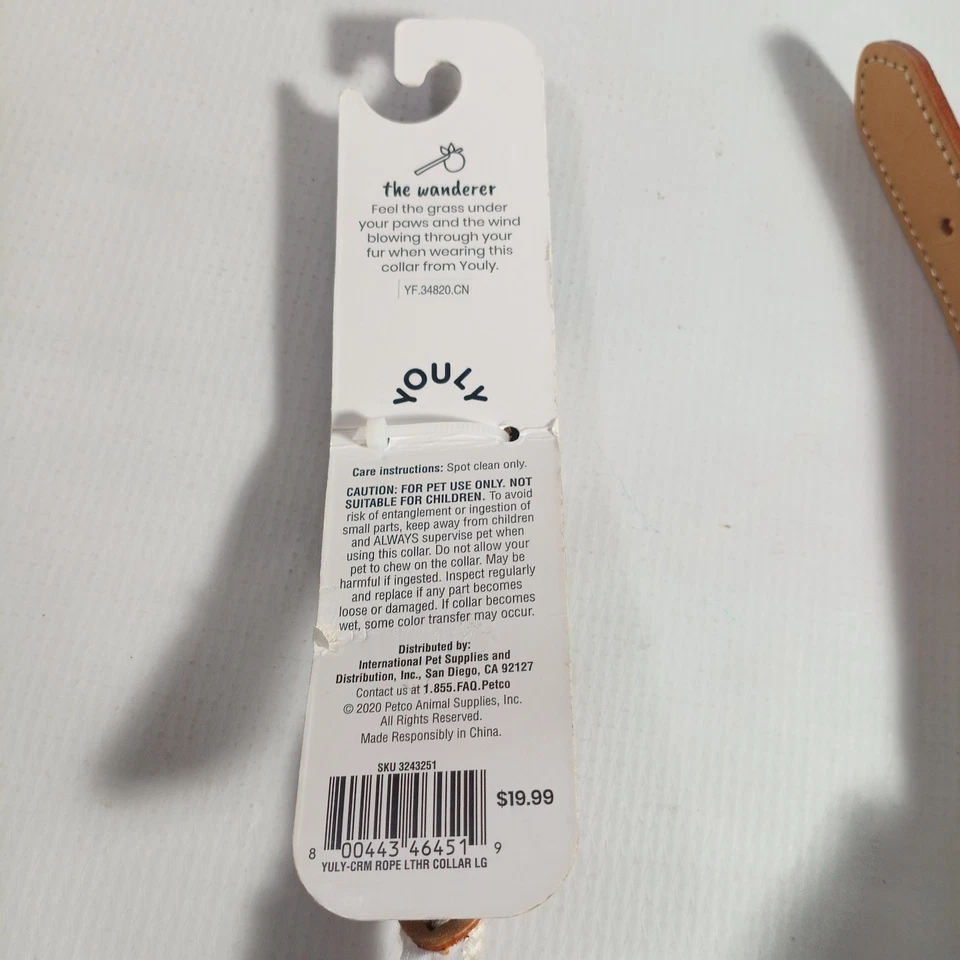 the wanderer
Feel the grass under
your paws and the wind
blowing through your
fur when wearing this
collar from Youly.
YF.34820.CN
YOULY
Care instructions: Spot clean only.
CAUTION: FOR PET USE ONLY. NOT
SUITABLE FOR CHILDREN. To avoid
risk of entanglement or ingestion of
small parts, keep away from children
and ALWAYS supervise pet when
using this collar. Do not allow your
pet to chew on the collar. May be
harmful if ingested. Inspect regularly
and replace if any part becomes
loose or damaged. If collar becomes
wet, some color transfer may occur.
Distributed by:
International Pet Supplies and
Distribution, Inc., San Diego, CA 92127
Contact us at 1.855.FAQ.Petco
© 2020 Petco Animal Supplies, Inc.
All Rights Reserved.
Made Responsibly in China.
SKU 3243251
$19.99
8 00443 46451 9
YULY-CRM ROPE LTHR COLLAR LG